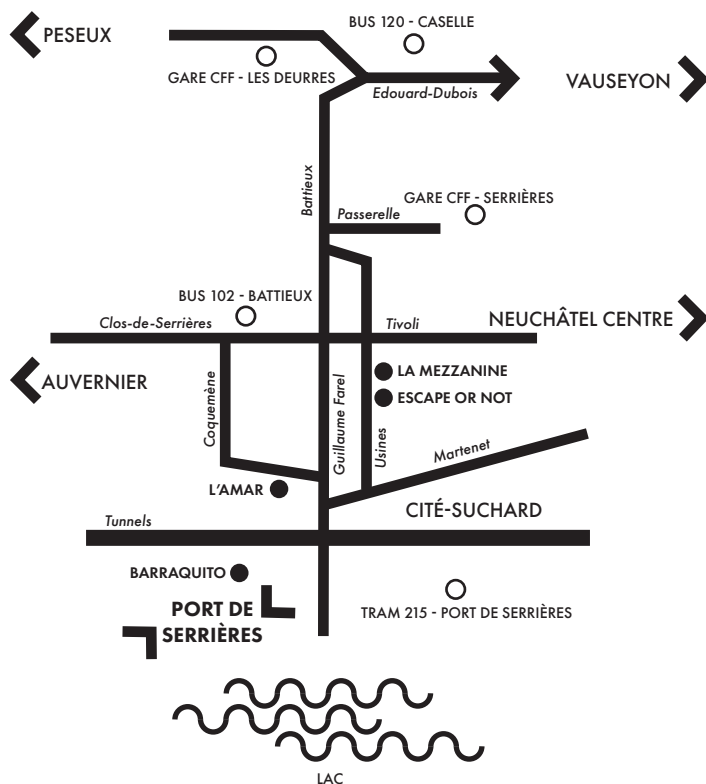 BUS 120 - CASELLE
PESEUX
GARE CFF - LES DEURRES
VAUSEYON
Edouard-Dubois
Battieux
GARE CFF - SERRIÈRES
Passerelle
BUS 102 - BATTIEUX
Clos-de-Serrières
Tivoli
NEUCHÂTEL CENTRE
AUVERNIER
LA MEZZANINE
ESCAPE OR NOT
Coquemène
Guillaume Farel
Usines
Martenet
L'AMAR
CITÉ-SUCHARD
Tunnels
BARRAQUITO
PORT DE
SERRIÈRES
TRAM 215 - PORT DE SERRIÈRES
LAC